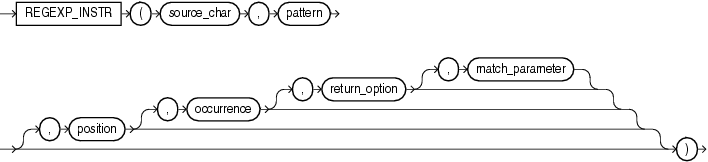 REGEXP_INSTR ( source_char , pattern
, match_parameter
, return_option
, occurrence
, position
)